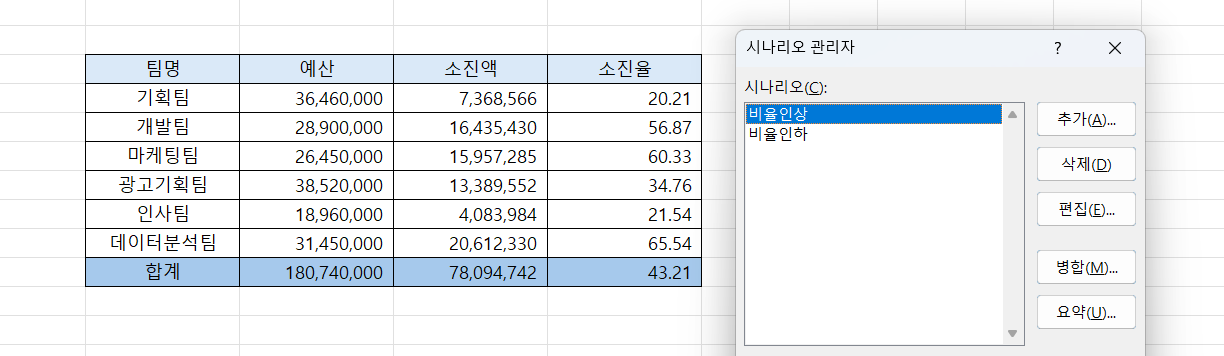 시나리오 관리자 ? ×
시나리오(C):
비율인상
비율인하
추가(A)...
삭제(D)
편집(E)...
병합(M)...
요약(U)...
팀명 예산 소진액 소진율
기획팀 36,460,000 7,368,566 20.21
개발팀 28,900,000 16,435,430 56.87
마케팅팀 26,450,000 15,957,285 60.33
광고기획팀 38,520,000 13,389,552 34.76
인사팀 18,960,000 4,083,984 21.54
데이터분석팀 31,450,000 20,612,330 65.54
합계 180,740,000 78,094,742 43.21